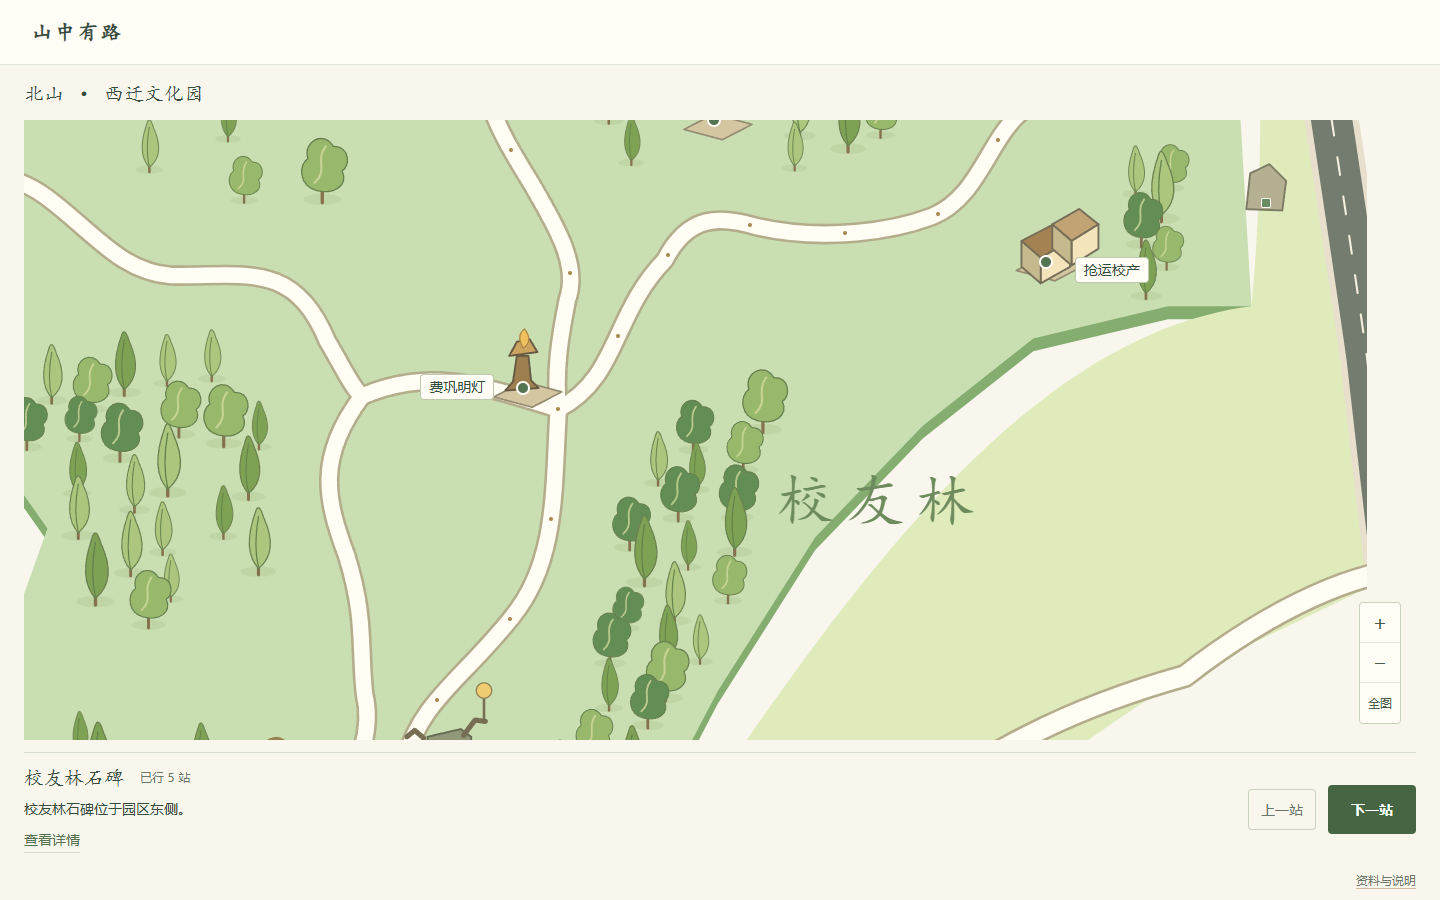 山中有路
北山 • 西迁文化园
抢运校产
费巩明灯
校友林
+
−
全图
校友林石碑 已行 5 站
校友林石碑位于园区东侧。
查看详情
上一站
下一站
资料与说明